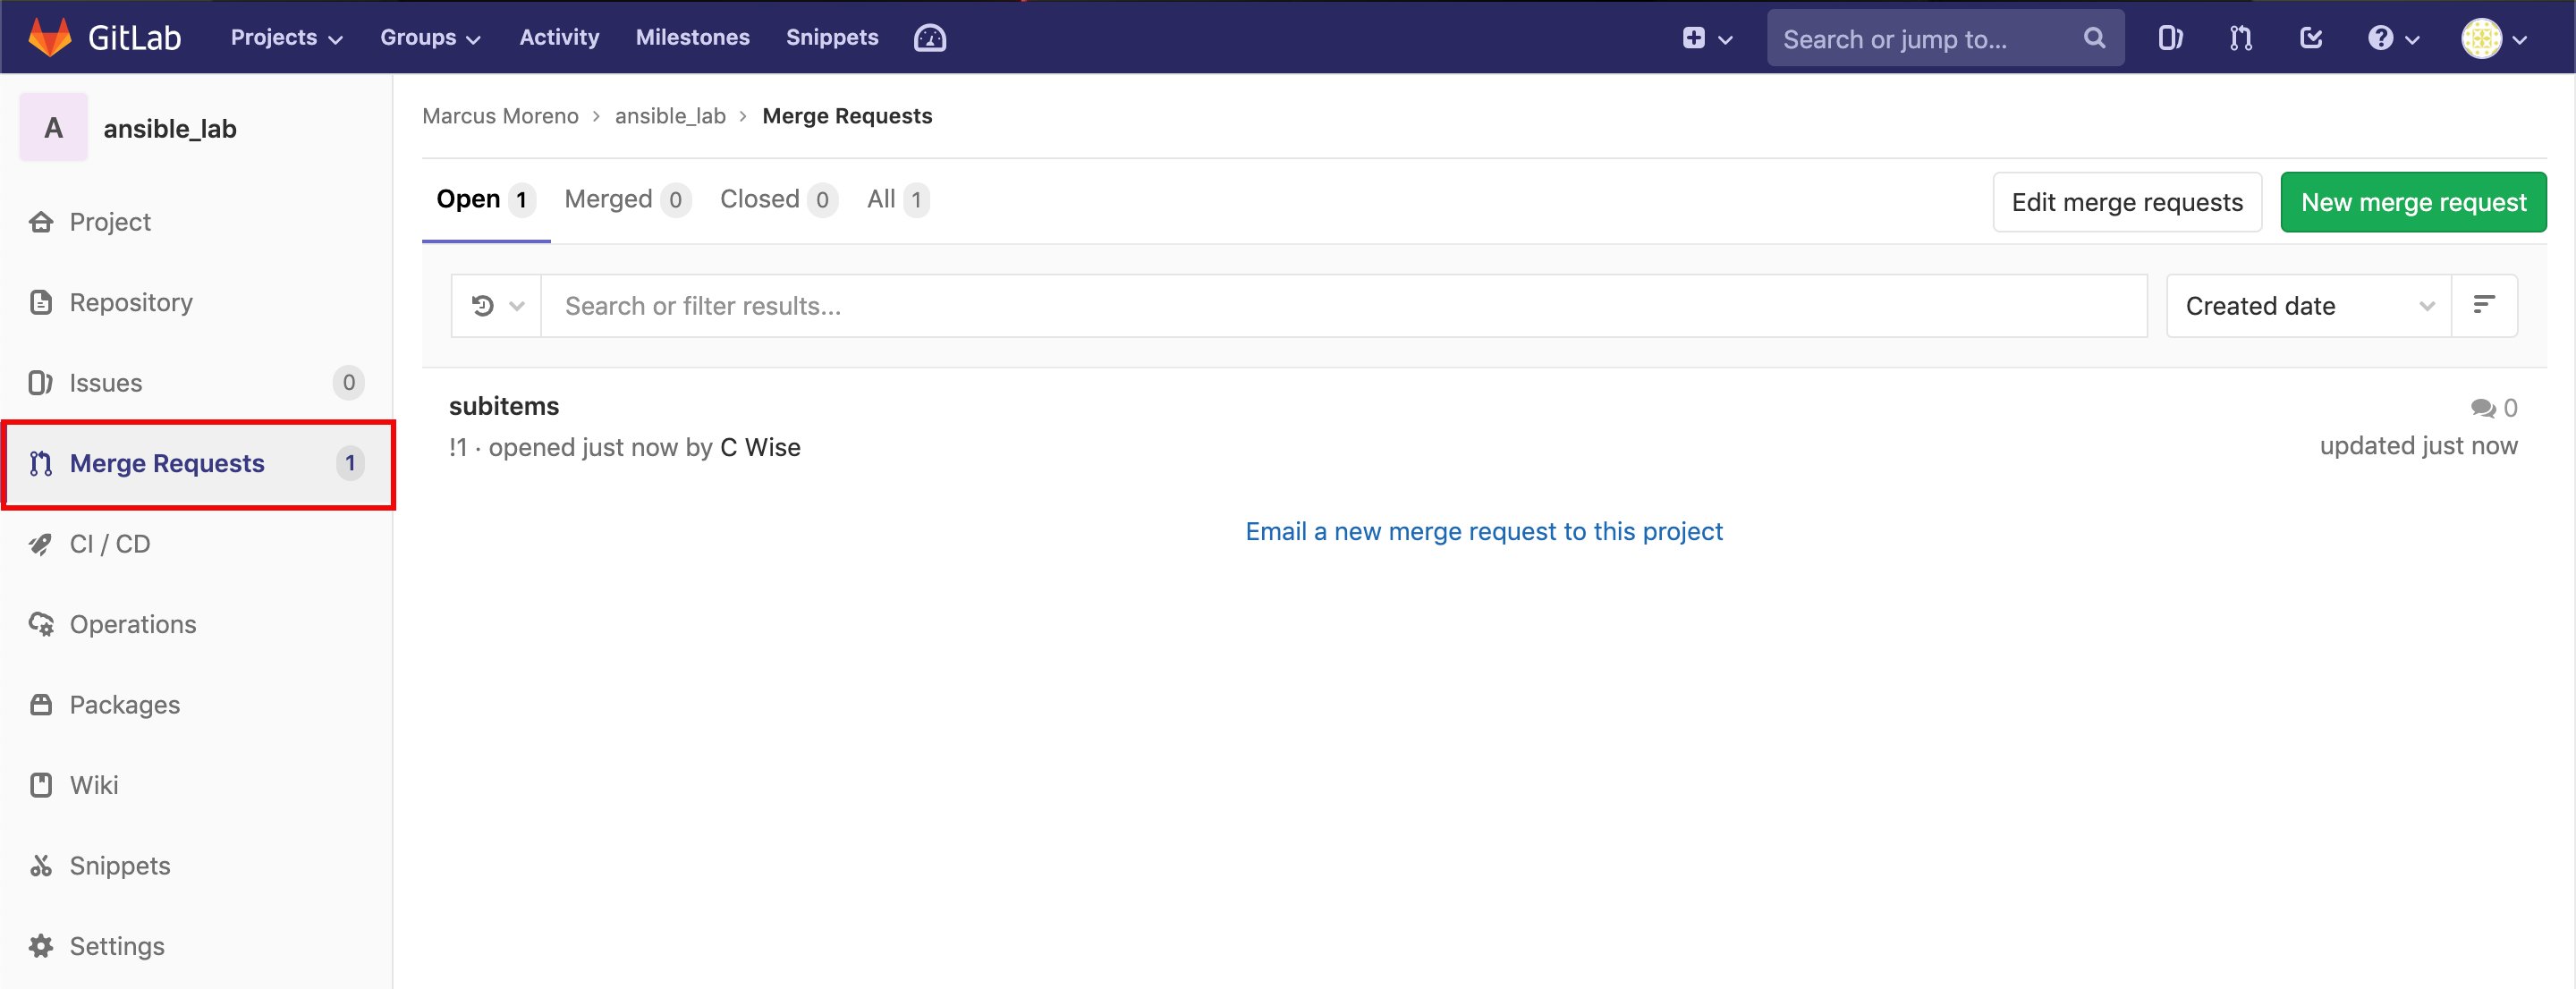 GitLab Projects Groups Activity Milestones Snippets Search or jump to...
A ansible_lab
Project
Repository
Issues 0
Merge Requests 1
CI / CD
Operations
Packages
Wiki
Snippets
Settings
Marcus Moreno > ansible_lab > Merge Requests
Open 1 Merged 0 Closed 0 All 1 Edit merge requests New merge request
Search or filter results... Created date
subitems 0
!1 · opened just now by C Wise updated just now
Email a new merge request to this project